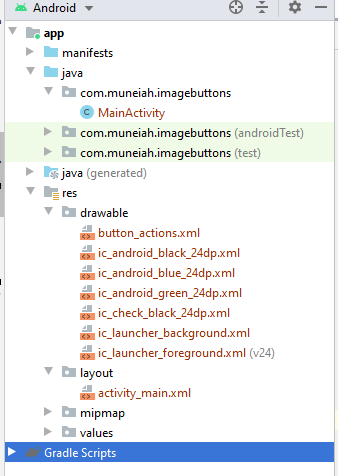 Android
app
manifests
java
com.muneiah.imagebuttons
C MainActivity
com.muneiah.imagebuttons (androidTest)
com.muneiah.imagebuttons (test)
java (generated)
res
drawable
button_actions.xml
ic_android_black_24dp.xml
ic_android_blue_24dp.xml
ic_android_green_24dp.xml
ic_check_black_24dp.xml
ic_launcher_background.xml
ic_launcher_foreground.xml (v24)
layout
activity_main.xml
mipmap
values
Gradle Scripts